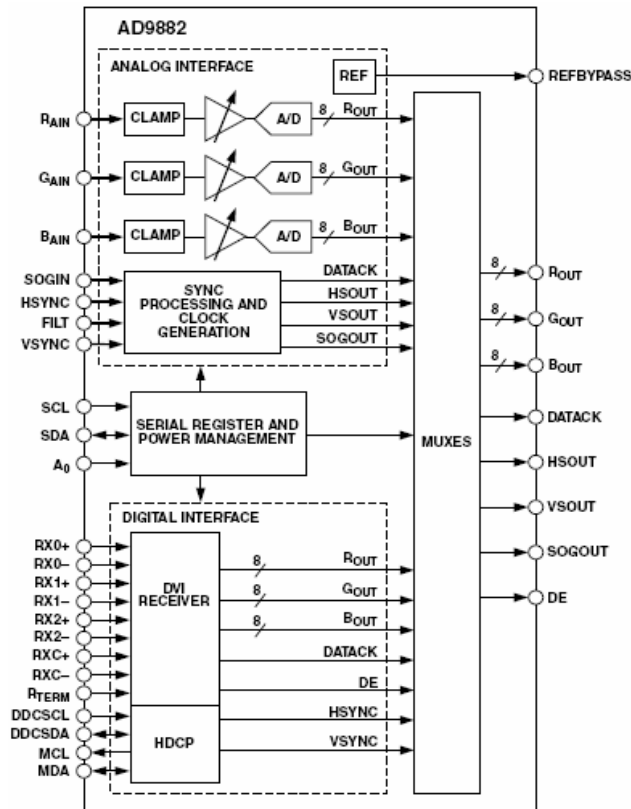 AD9882
ANALOG INTERFACE
REF
REFBYPASS
RAIN
CLAMP
A/D
8
ROUT
GAIN
CLAMP
A/D
8
GOUT
BAIN
CLAMP
A/D
8
BOUT
SOGIN
HSYNC
FILT
VSYNC
SYNC
PROCESSING AND
CLOCK
GENERATION
DATACK
HSOUT
VSOUT
SOGOUT
SCL
SDA
A0
SERIAL REGISTER AND
POWER MANAGEMENT
MUXES
8
ROUT
8
GOUT
8
BOUT
DATACK
HSOUT
VSOUT
SOGOUT
DE
DIGITAL INTERFACE
RX0+
RX0–
RX1+
RX1–
RX2+
RX2–
RXC+
RXC–
RTERM
DDCSCL
DDCSDA
MCL
MDA
DVI
RECEIVER
HDCP
8
ROUT
8
GOUT
8
BOUT
DATACK
DE
HSYNC
VSYNC